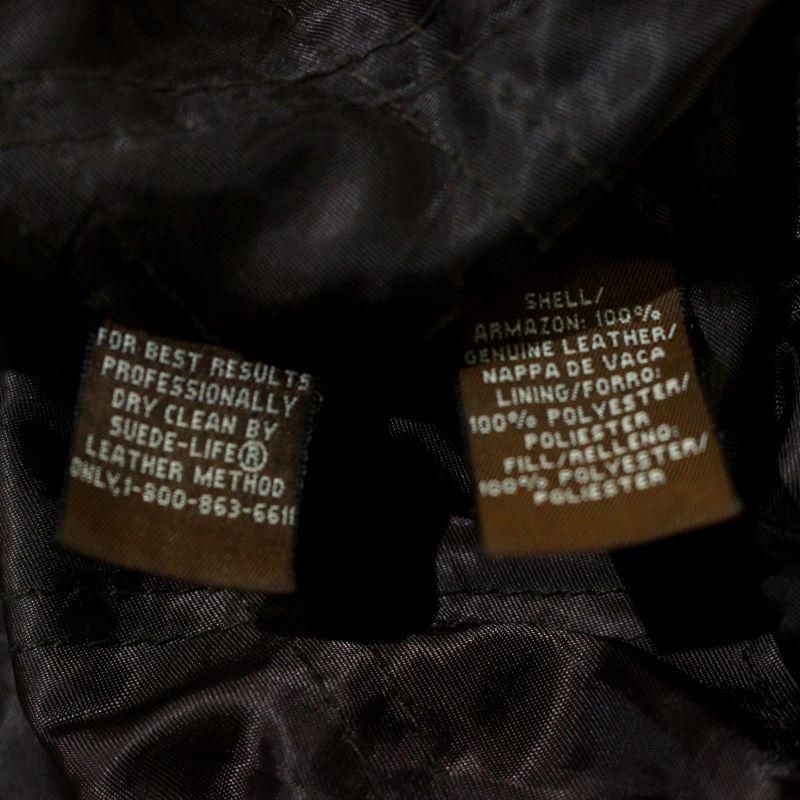 FOR BEST RESULTS
PROFESSIONALLY
DRY CLEAN BY
SUEDE-LIFE®
LEATHER METHOD
ONLY,1-800-863-6611
SHELL/
ARMAZON: 100%
GENUINE LEATHER/
NAPPA DE VACA
LINING/FORRO:
100% POLYESTER/
POLIESTER
FILL/RELLENO:
100% POLYESTER/
POLIESTER